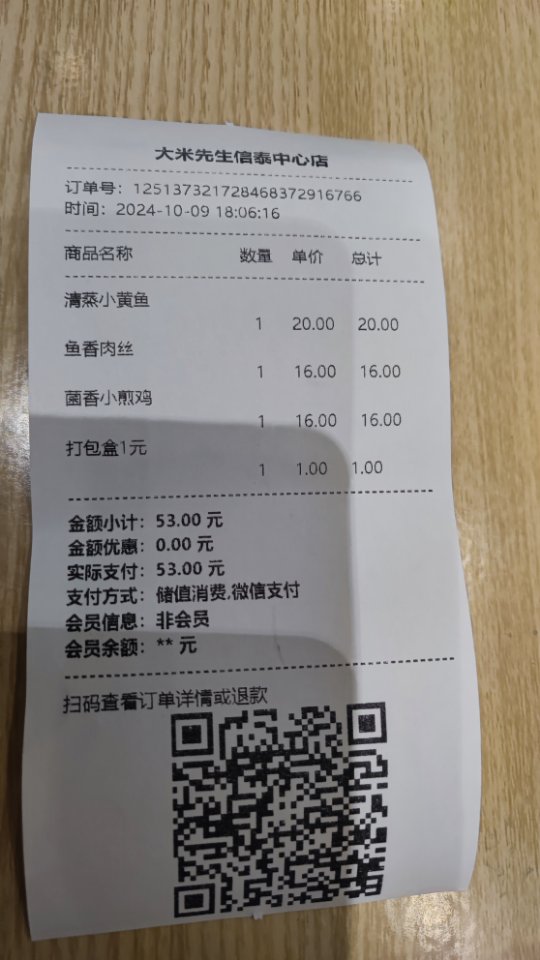 大米先生信泰中心店
订单号：1251373217284683729 16766
时间：2024-10-09 18:06:16
商品名称 数量 单价 总计
清蒸小黄鱼
1 20.00 20.00
鱼香肉丝
1 16.00 16.00
菌香小煎鸡
1 16.00 16.00
打包盒1元
1 1.00 1.00
金额小计：53.00 元
金额优惠：0.00 元
实际支付：53.00 元
支付方式：储值消费,微信支付
会员信息：非会员
会员余额：** 元
扫码查看订单详情或退款